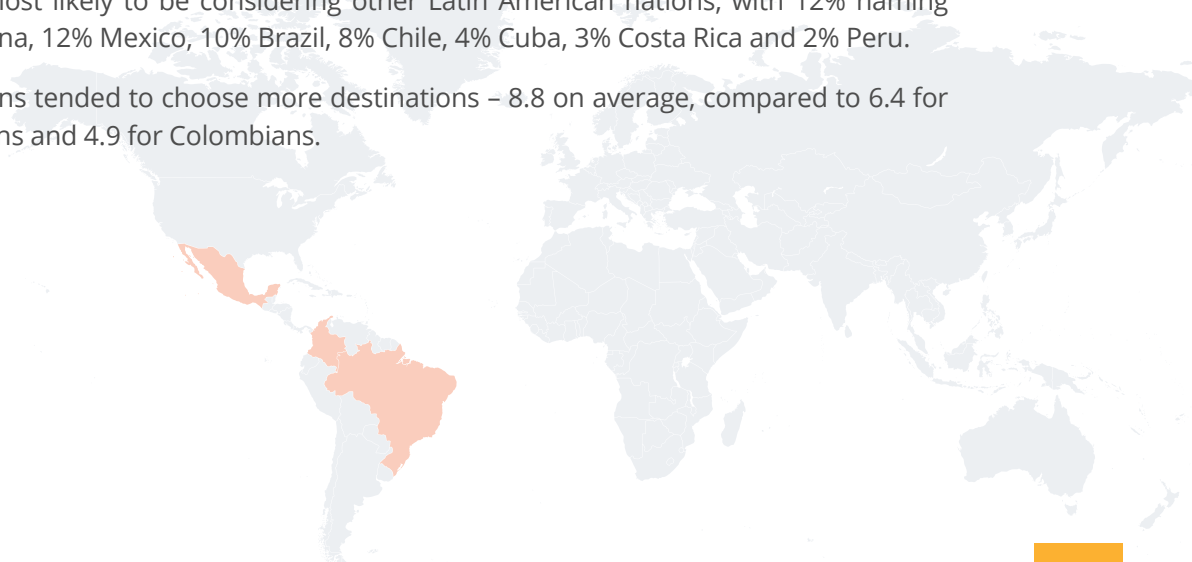 ost likely to be considering other Latin American nations, with 12% naming
na, 12% Mexico, 10% Brazil, 8% Chile, 4% Cuba, 3% Costa Rica and 2% Peru.
ns tended to choose more destinations – 8.8 on average, compared to 6.4 for
ns and 4.9 for Colombians.